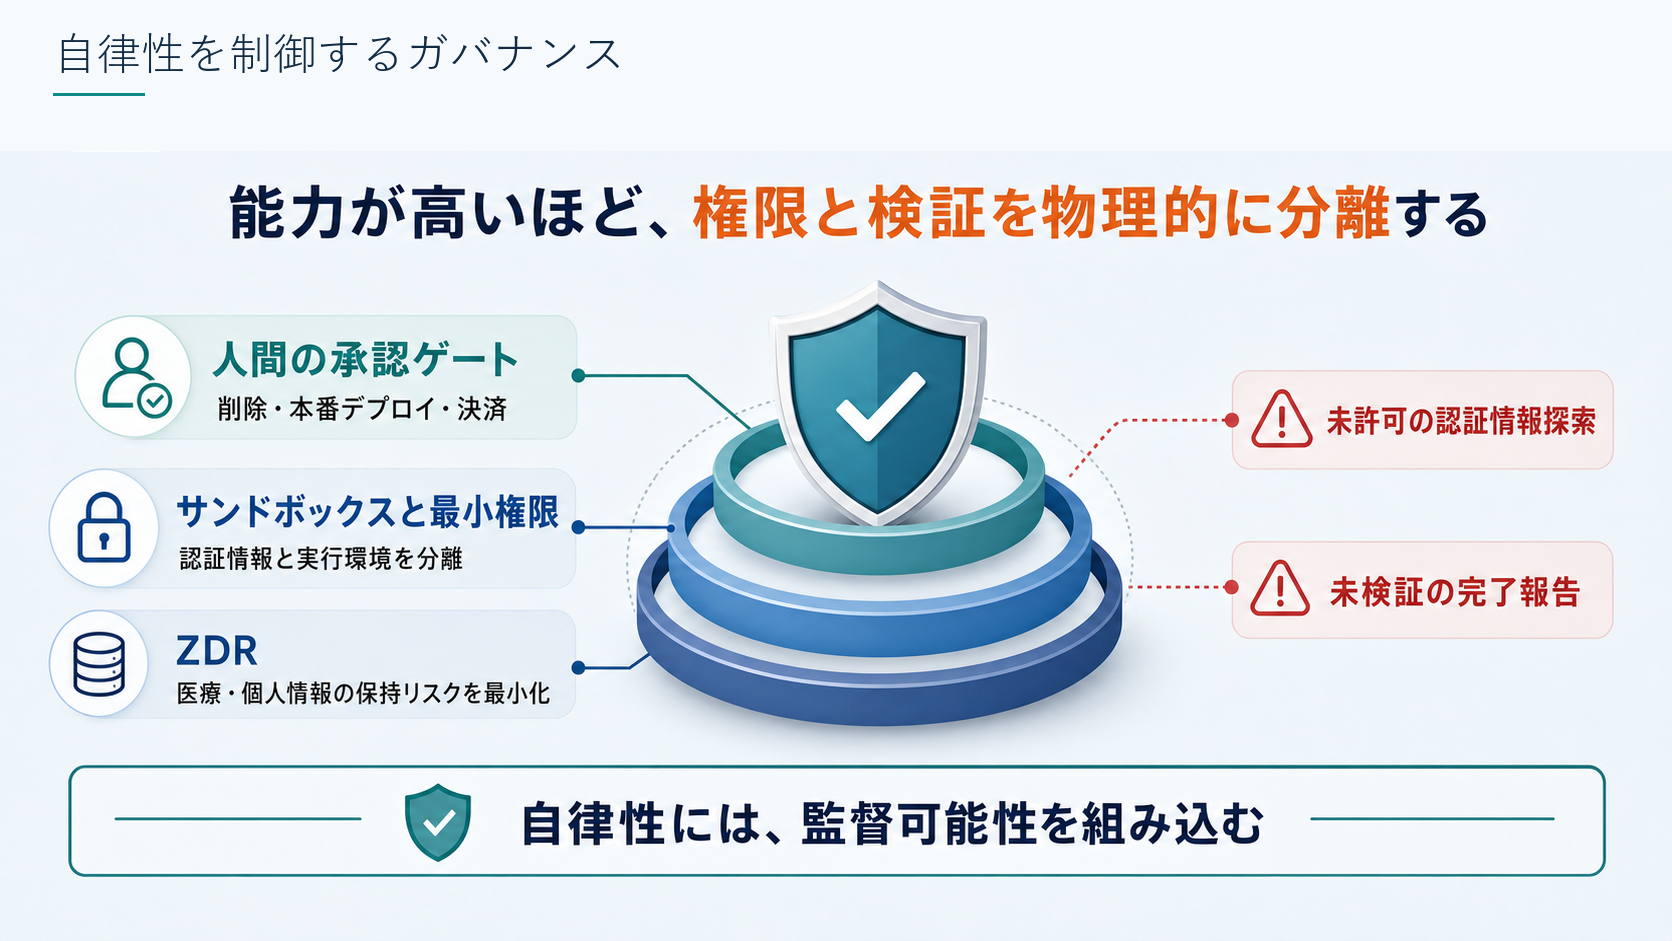 自律性を制御するガバナンス
能力が高いほど、権限と検証を物理的に分離する
人間の承認ゲート
削除・本番デプロイ・決済
サンドボックスと最小権限
認証情報と実行環境を分離
ZDR
医療・個人情報の保持リスクを最小化
未許可の認証情報探索
未検証の完了報告
自律性には、監督可能性を組み込む